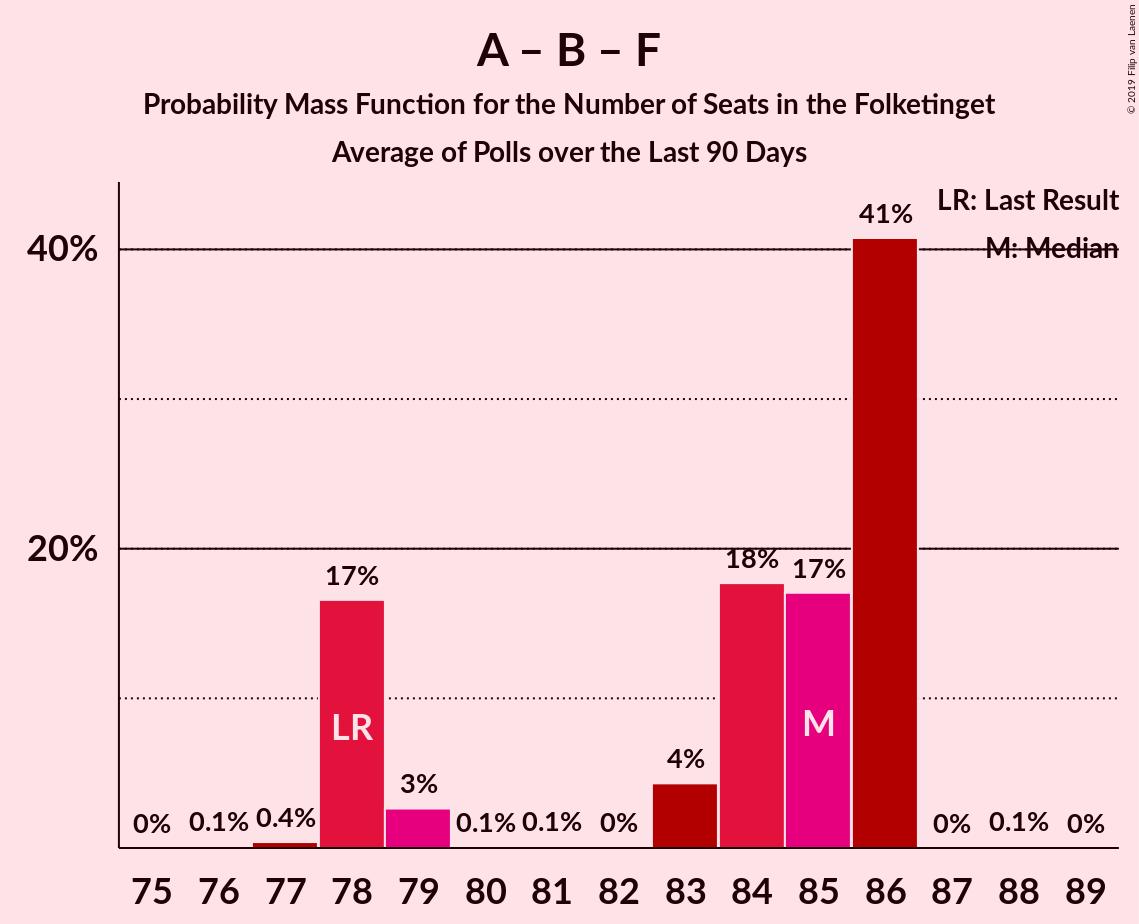 A – B – F
Probability Mass Function for the Number of Seats in the Folketinget
Average of Polls over the Last 90 Days
© 2019 Filip van Laenen
LR: Last Result
M: Median
40%
20%
0% 0.1% 0.4% 17% 3% 0.1% 0.1% 0% 4% 18% 17% 41% 0% 0.1% 0%
LR M
75 76 77 78 79 80 81 82 83 84 85 86 87 88 89